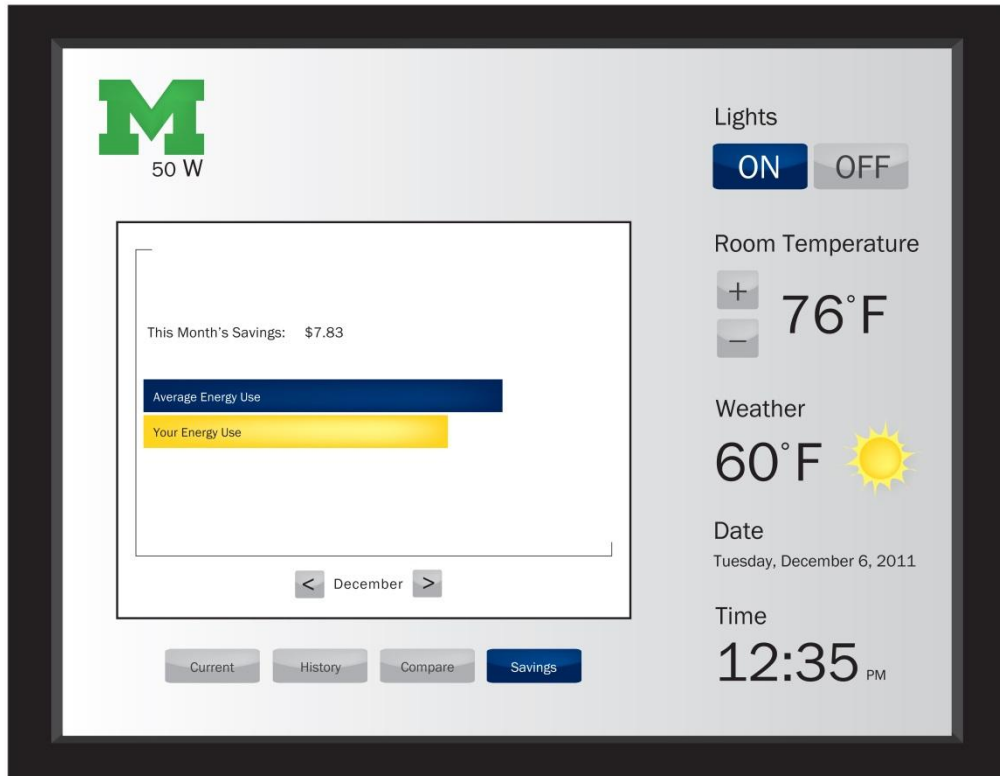 M
50 W
This Month's Savings: $7.83
Average Energy Use
Your Energy Use
< December >
Current History Compare Savings
Lights
ON OFF
Room Temperature
+
76°F
−
Weather
60°F
Date
Tuesday, December 6, 2011
Time
12:35 PM